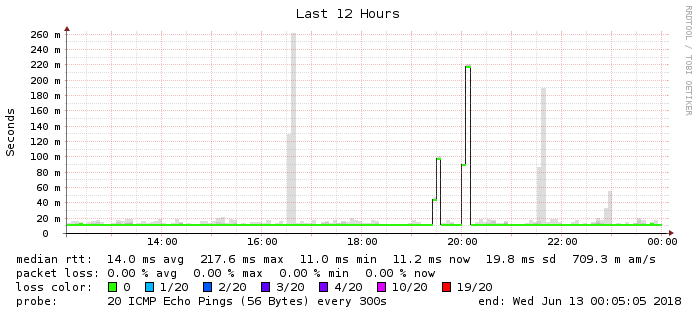 Last 12 Hours
RRDTOOL / TOBI OETIKER
Seconds
260 m
240 m
220 m
200 m
180 m
160 m
140 m
120 m
100 m
80 m
60 m
40 m
20 m
0
14:00 16:00 18:00 20:00 22:00 00:00
median rtt: 14.0 ms avg 217.6 ms max 11.0 ms min 11.2 ms now 19.8 ms sd 709.3 m am/s
packet loss: 0.00 % avg 0.00 % max 0.00 % min 0.00 % now
loss color: 0 1/20 2/20 3/20 4/20 10/20 19/20
probe: 20 ICMP Echo Pings (56 Bytes) every 300s end: Wed Jun 13 00:05:05 2018